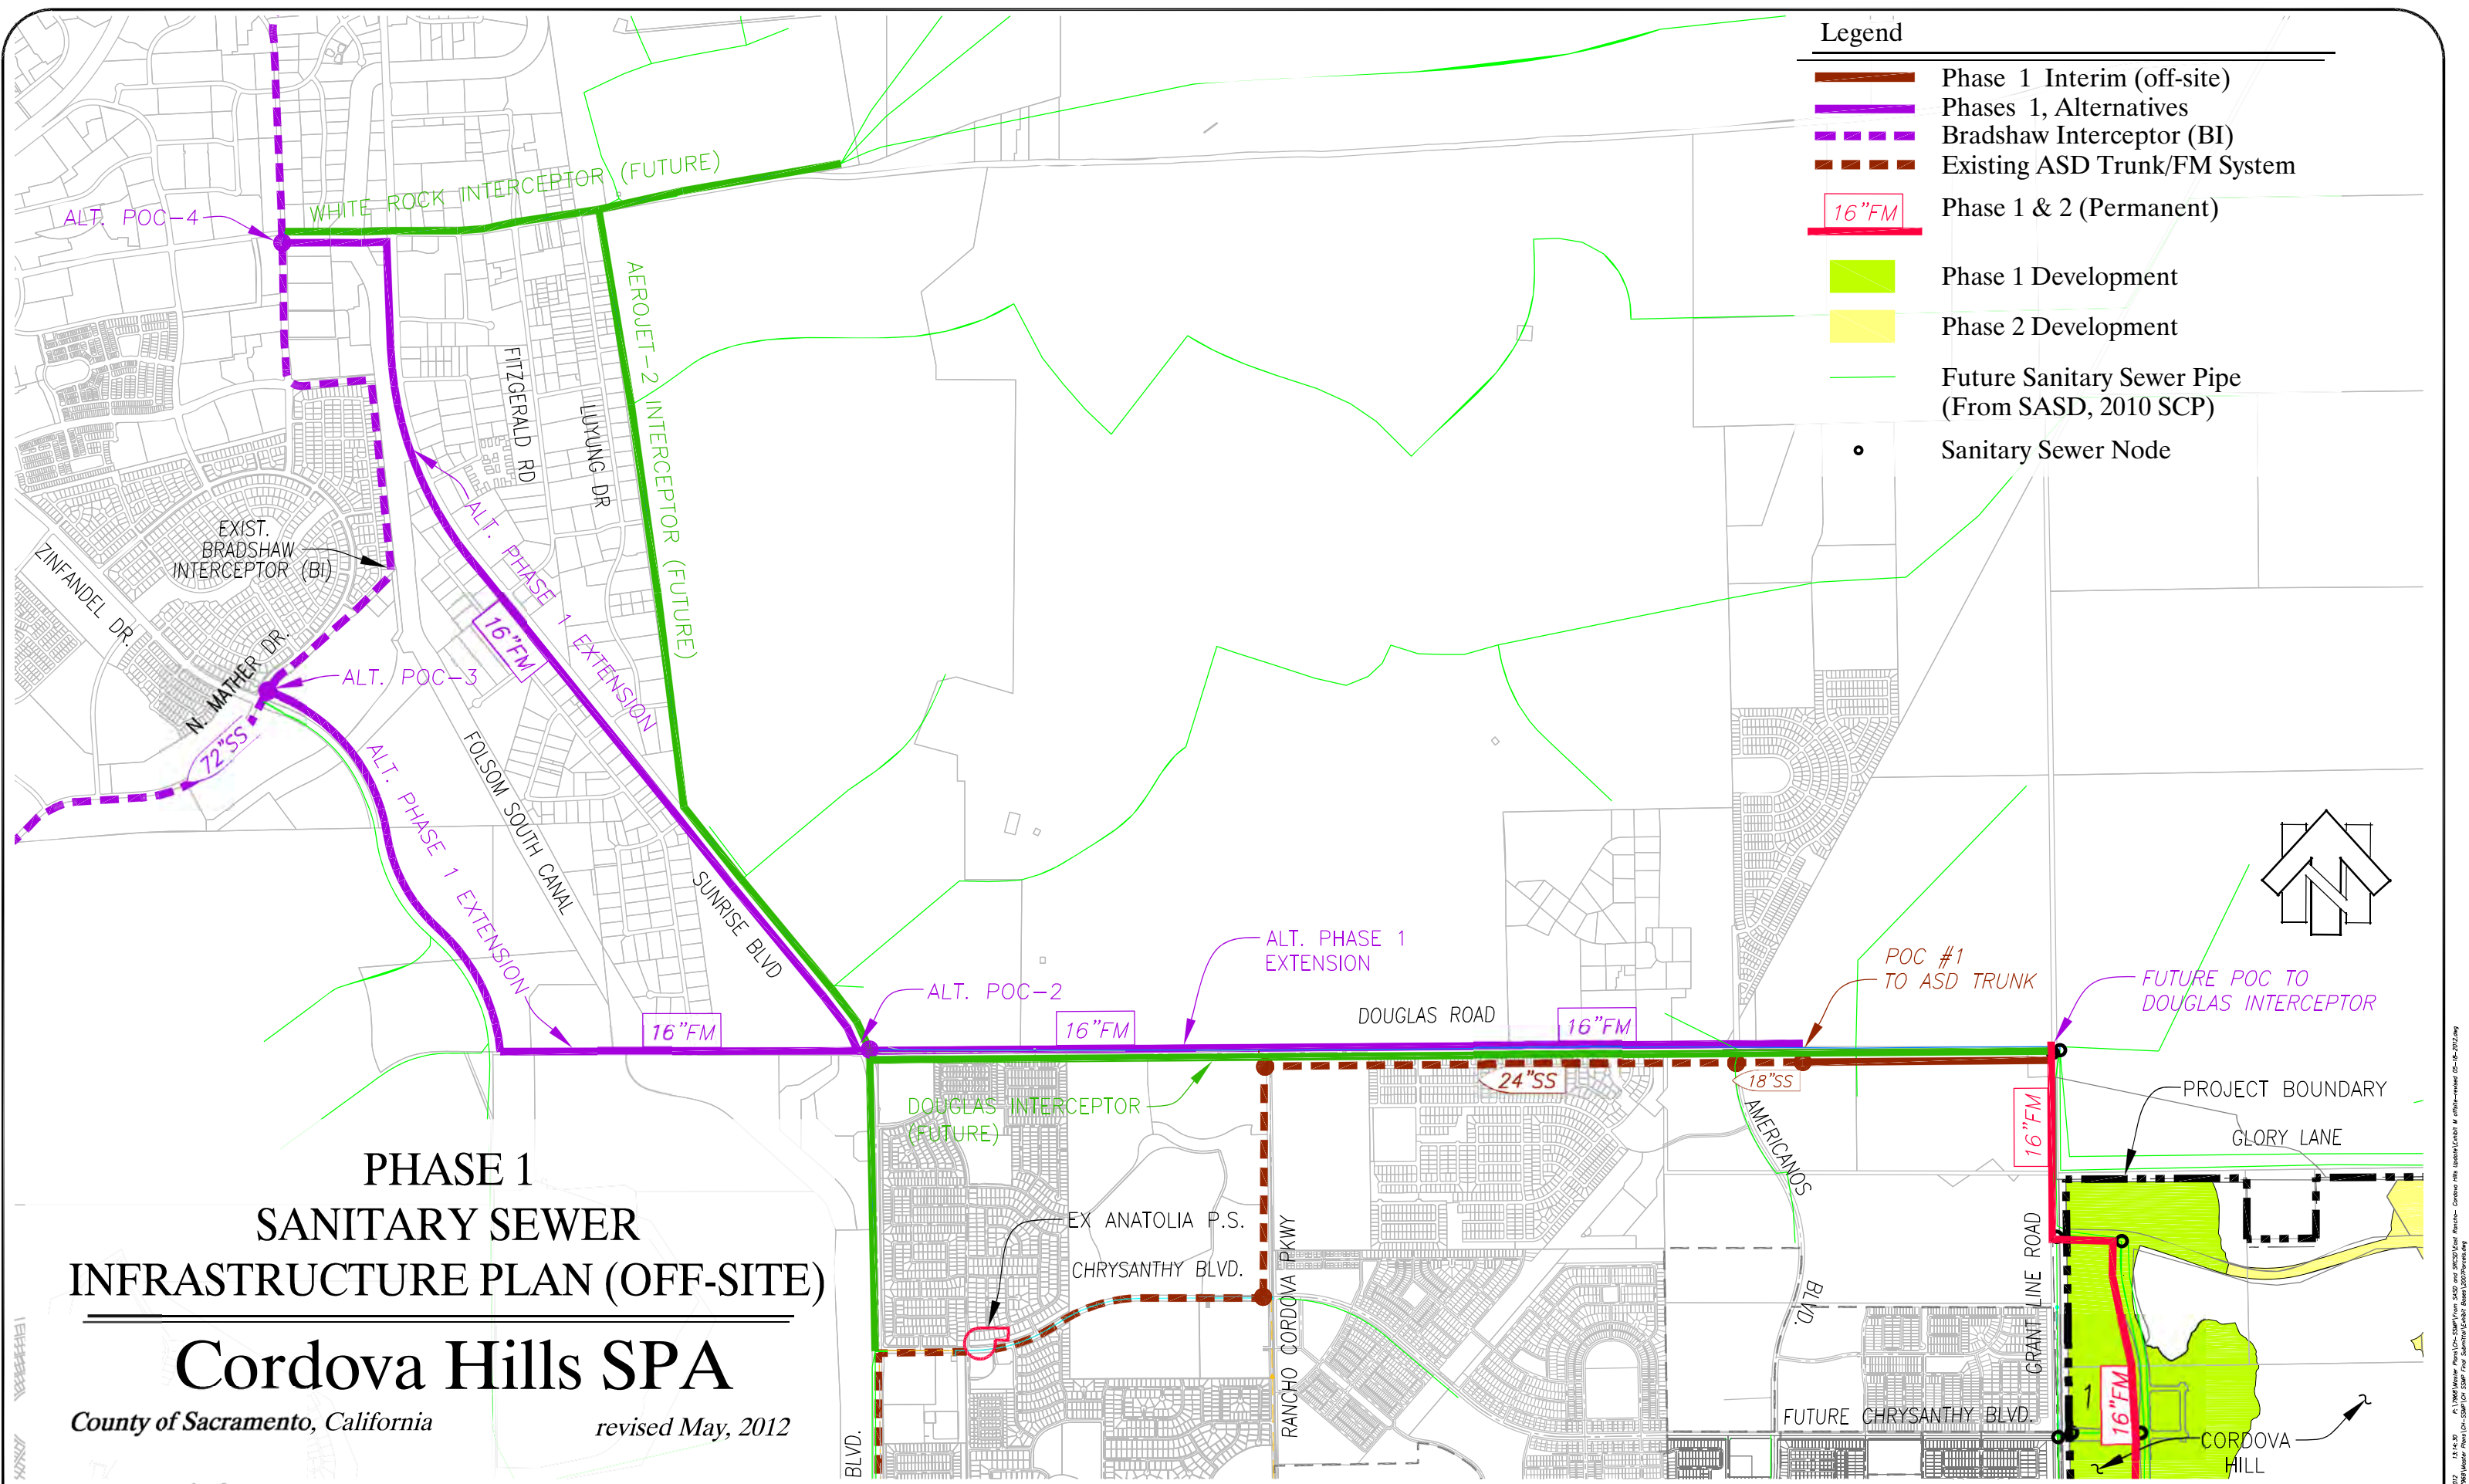 Legend
Phase 1 Interim (off-site)
Phases 1, Alternatives
Bradshaw Interceptor (BI)
Existing ASD Trunk/FM System
16"FM
Phase 1 & 2 (Permanent)
Phase 1 Development
Phase 2 Development
Future Sanitary Sewer Pipe
(From SASD, 2010 SCP)
Sanitary Sewer Node
WHITE ROCK INTERCEPTOR (FUTURE)
ALT. POC-4
AEROJET-2 INTERCEPTOR (FUTURE)
FITZGERALD RD
LUYUNG DR
ALT. PHASE 1 EXTENSION
16"FM
EXIST.
BRADSHAW
INTERCEPTOR (BI)
ZINFANDEL DR.
N. MATHER DR.
ALT. POC-3
72"SS
ALT. PHASE 1 EXTENSION
FOLSOM SOUTH CANAL
SUNRISE BLVD
ALT. PHASE 1
EXTENSION
ALT. POC-2
16"FM
16"FM
DOUGLAS ROAD
16"FM
POC #1
TO ASD TRUNK
FUTURE POC TO
DOUGLAS INTERCEPTOR
24"SS
18"SS
DOUGLAS INTERCEPTOR
(FUTURE)
AMERICANOS
BLVD.
16"FM
PROJECT BOUNDARY
GLORY LANE
EX ANATOLIA P.S.
CHRYSANTHY BLVD.
RANCHO CORDOVA PKWY
GRANT LINE ROAD
FUTURE CHRYSANTHY BLVD.
1
16"FM
CORDOVA
HILL
BLVD.
PHASE 1
SANITARY SEWER
INFRASTRUCTURE PLAN (OFF-SITE)
Cordova Hills SPA
County of Sacramento, California
revised May, 2012